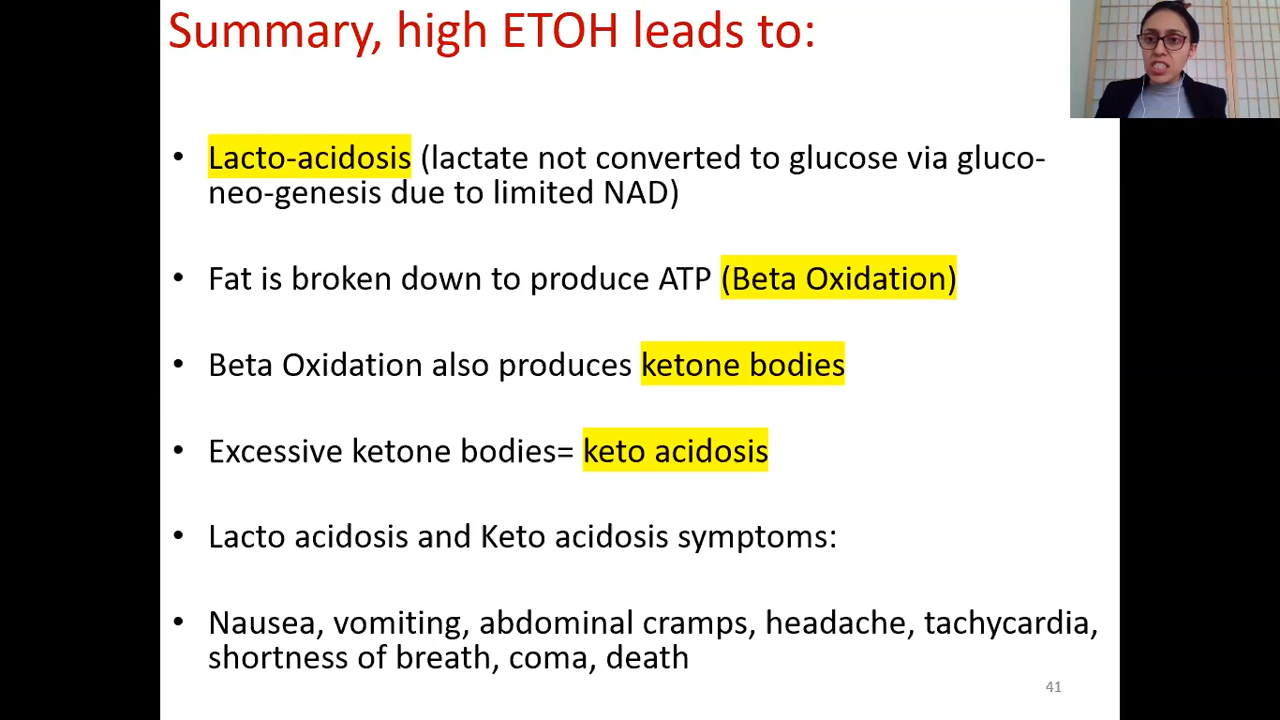 Summary, high ETOH leads to:
• Lacto-acidosis (lactate not converted to glucose via gluco-
neo-genesis due to limited NAD)
• Fat is broken down to produce ATP (Beta Oxidation)
• Beta Oxidation also produces ketone bodies
• Excessive ketone bodies= keto acidosis
• Lacto acidosis and Keto acidosis symptoms:
• Nausea, vomiting, abdominal cramps, headache, tachycardia,
shortness of breath, coma, death
41